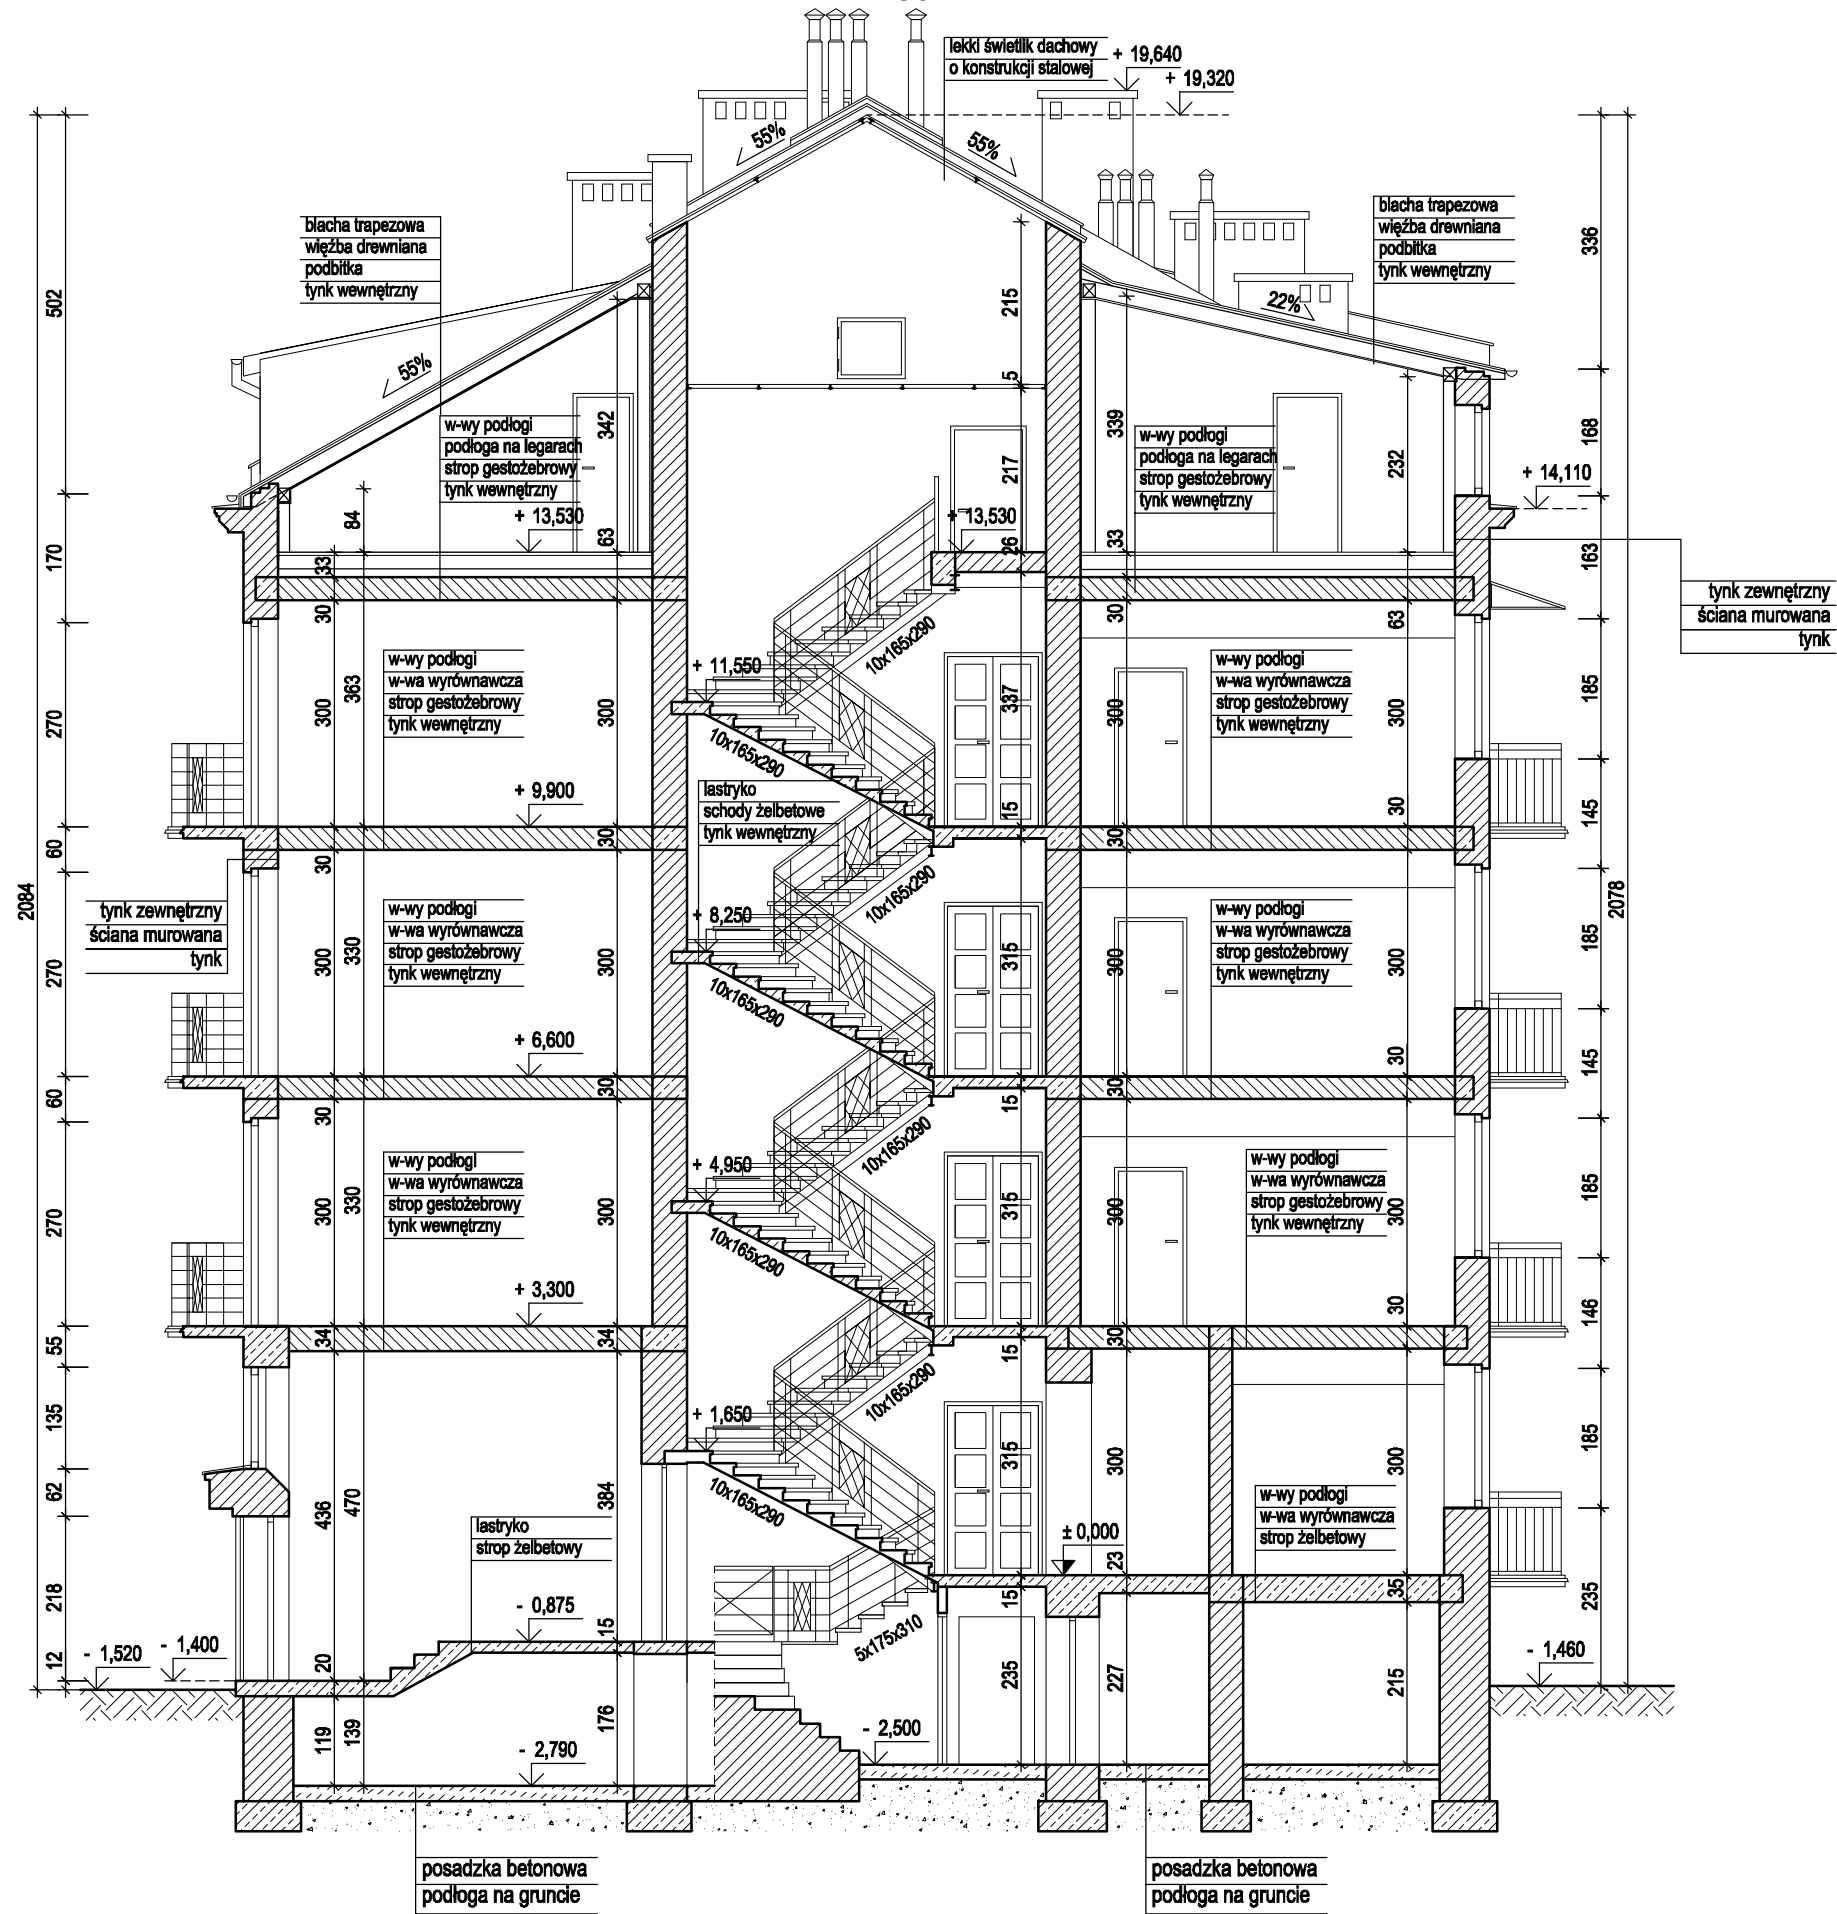 lekki świetlik dachowy
o konstrukcji stalowej
+ 19,640
+ 19,320
55%
55%
blacha trapezowa
więźba drewniana
podbitka
tynk wewnętrzny
blacha trapezowa
więźba drewniana
podbitka
tynk wewnętrzny
22%
55%
502
336
215
5
342
339
217
232
168
w-wy podłogi
podłoga na legarach
strop gestożebrowy
tynk wewnętrzny
w-wy podłogi
podłoga na legarach
strop gestożebrowy
tynk wewnętrzny
+ 14,110
+ 13,530
+ 13,530
84
63
26
33
33
170
163
30
30
63
10x165x290
tynk zewnętrzny
ściana murowana
tynk
w-wy podłogi
w-wa wyrównawcza
strop gestożebrowy
tynk wewnętrzny
+ 11,550
w-wy podłogi
w-wa wyrównawcza
strop gestożebrowy
tynk wewnętrzny
270
300
363
300
337
300
300
185
10x165x290
lastryko
schody żelbetowe
tynk wewnętrzny
+ 9,900
15
30
145
60
30
30
30
10x165x290
2084
2078
tynk zewnętrzny
ściana murowana
tynk
w-wy podłogi
w-wa wyrównawcza
strop gestożebrowy
tynk wewnętrzny
+ 8,250
w-wy podłogi
w-wa wyrównawcza
strop gestożebrowy
tynk wewnętrzny
270
300
330
300
315
300
300
185
10x165x290
+ 6,600
30
145
60
30
30
15
30
10x165x290
w-wy podłogi
w-wa wyrównawcza
strop gestożebrowy
tynk wewnętrzny
+ 4,950
w-wy podłogi
w-wa wyrównawcza
strop gestożebrowy
tynk wewnętrzny
270
300
330
300
315
300
300
185
10x165x290
+ 3,300
30
146
55
34
34
15
30
10x165x290
+ 1,650
135
62
436
470
384
315
300
300
185
10x165x290
lastryko
strop żelbetowy
w-wy podłogi
w-wa wyrównawcza
strop żelbetowy
± 0,000
23
15
35
218
235
- 0,875
15
5x175x310
- 1,520
- 1,400
12
20
- 1,460
235
227
215
119
139
176
- 2,500
- 2,790
posadzka betonowa
podłoga na gruncie
posadzka betonowa
podłoga na gruncie